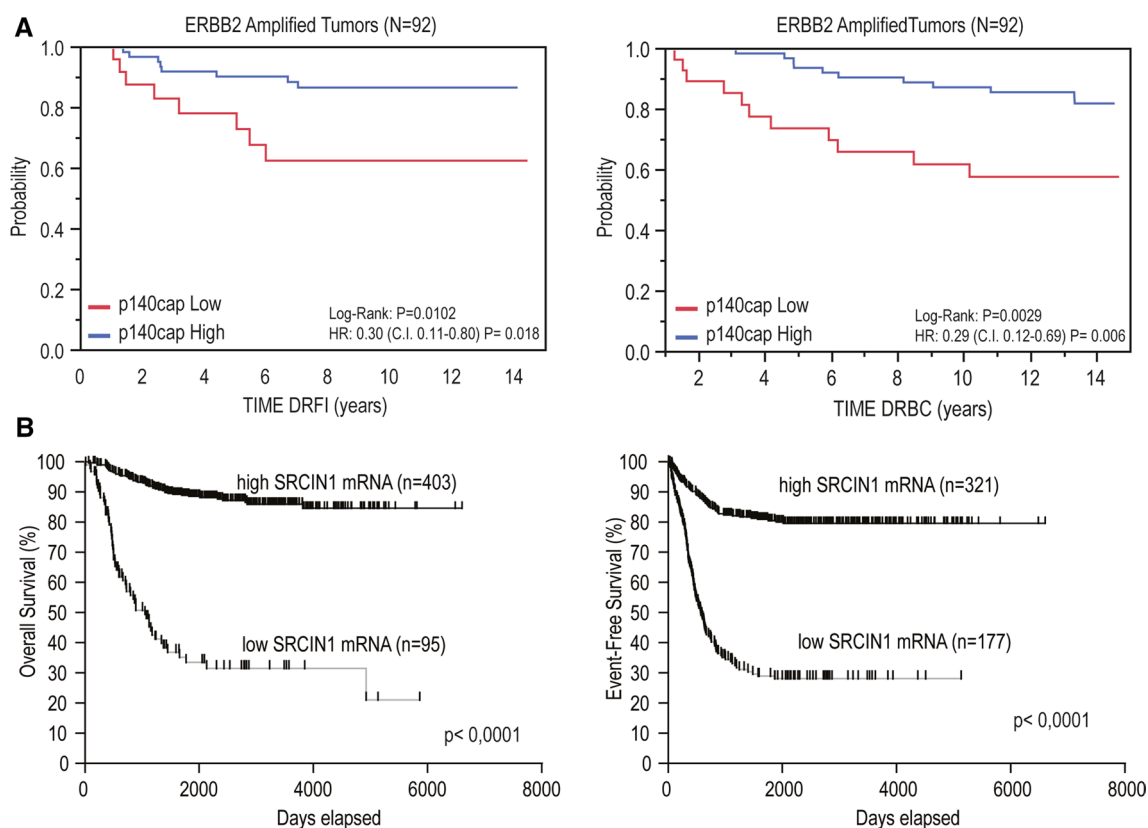 A
ERBB2 Amplified Tumors (N=92)
1.0
0.8
0.6
0.4
0.2
0.0
Probability
p140cap Low
p140cap High
Log-Rank: P=0.0102
HR: 0.30 (C.I. 0.11-0.80) P= 0.018
0 2 4 6 8 10 12 14
TIME DRFI (years)
ERBB2 AmplifiedTumors (N=92)
1.0
0.8
0.6
0.4
0.2
0.0
Probability
p140cap Low
p140cap High
Log-Rank: P=0.0029
HR: 0.29 (C.I. 0.12-0.69) P= 0.006
2 4 6 8 10 12 14
TIME DRBC (years)
B
100
90
80
70
60
50
40
30
20
10
0
Overall Survival (%)
high SRCIN1 mRNA (n=403)
low SRCIN1 mRNA (n=95)
p< 0,0001
0 2000 4000 6000 8000
Days elapsed
100
90
80
70
60
50
40
30
20
10
0
Event-Free Survival (%)
high SRCIN1 mRNA (n=321)
low SRCIN1 mRNA (n=177)
p< 0,0001
0 2000 4000 6000 8000
Days elapsed